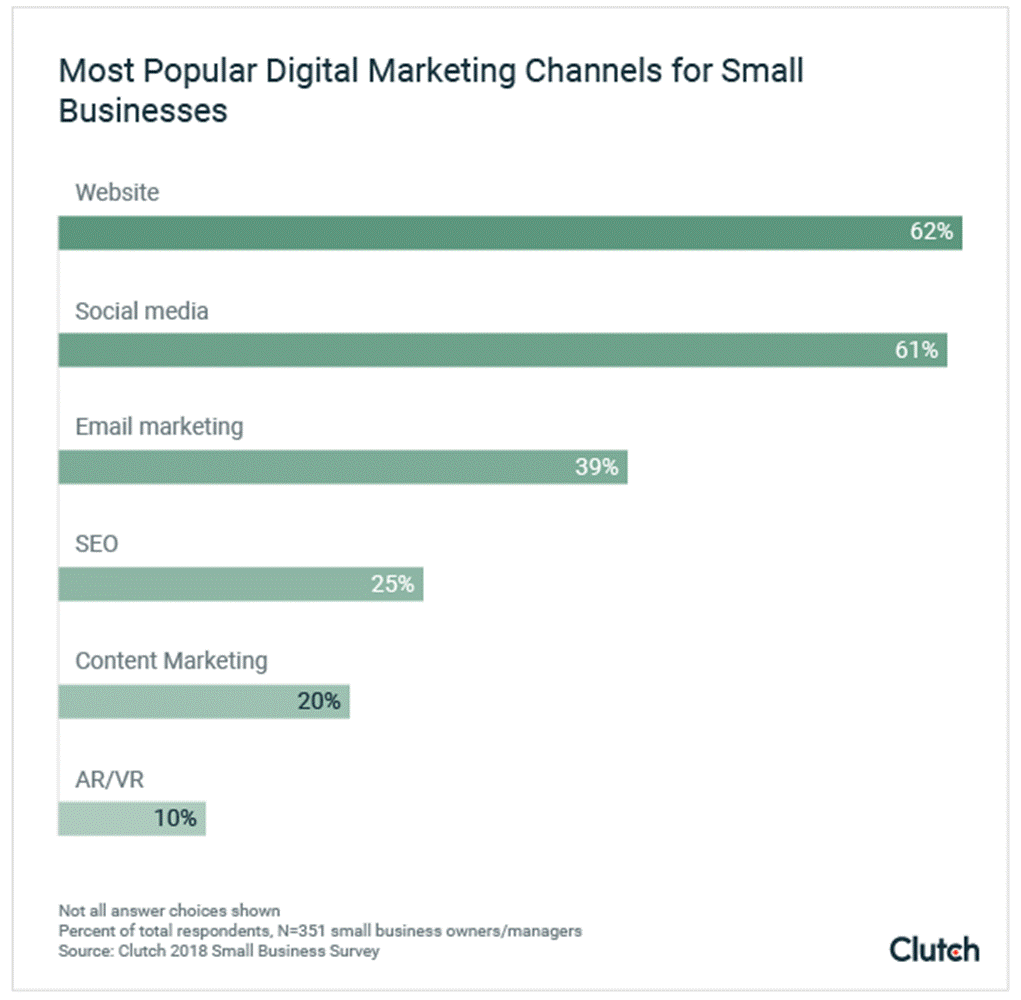 Most Popular Digital Marketing Channels for Small
Businesses
Website
62%
Social media
61%
Email marketing
39%
SEO
25%
Content Marketing
20%
AR/VR
10%
Not all answer choices shown
Percent of total respondents, N=351 small business owners/managers
Source: Clutch 2018 Small Business Survey
Clutch